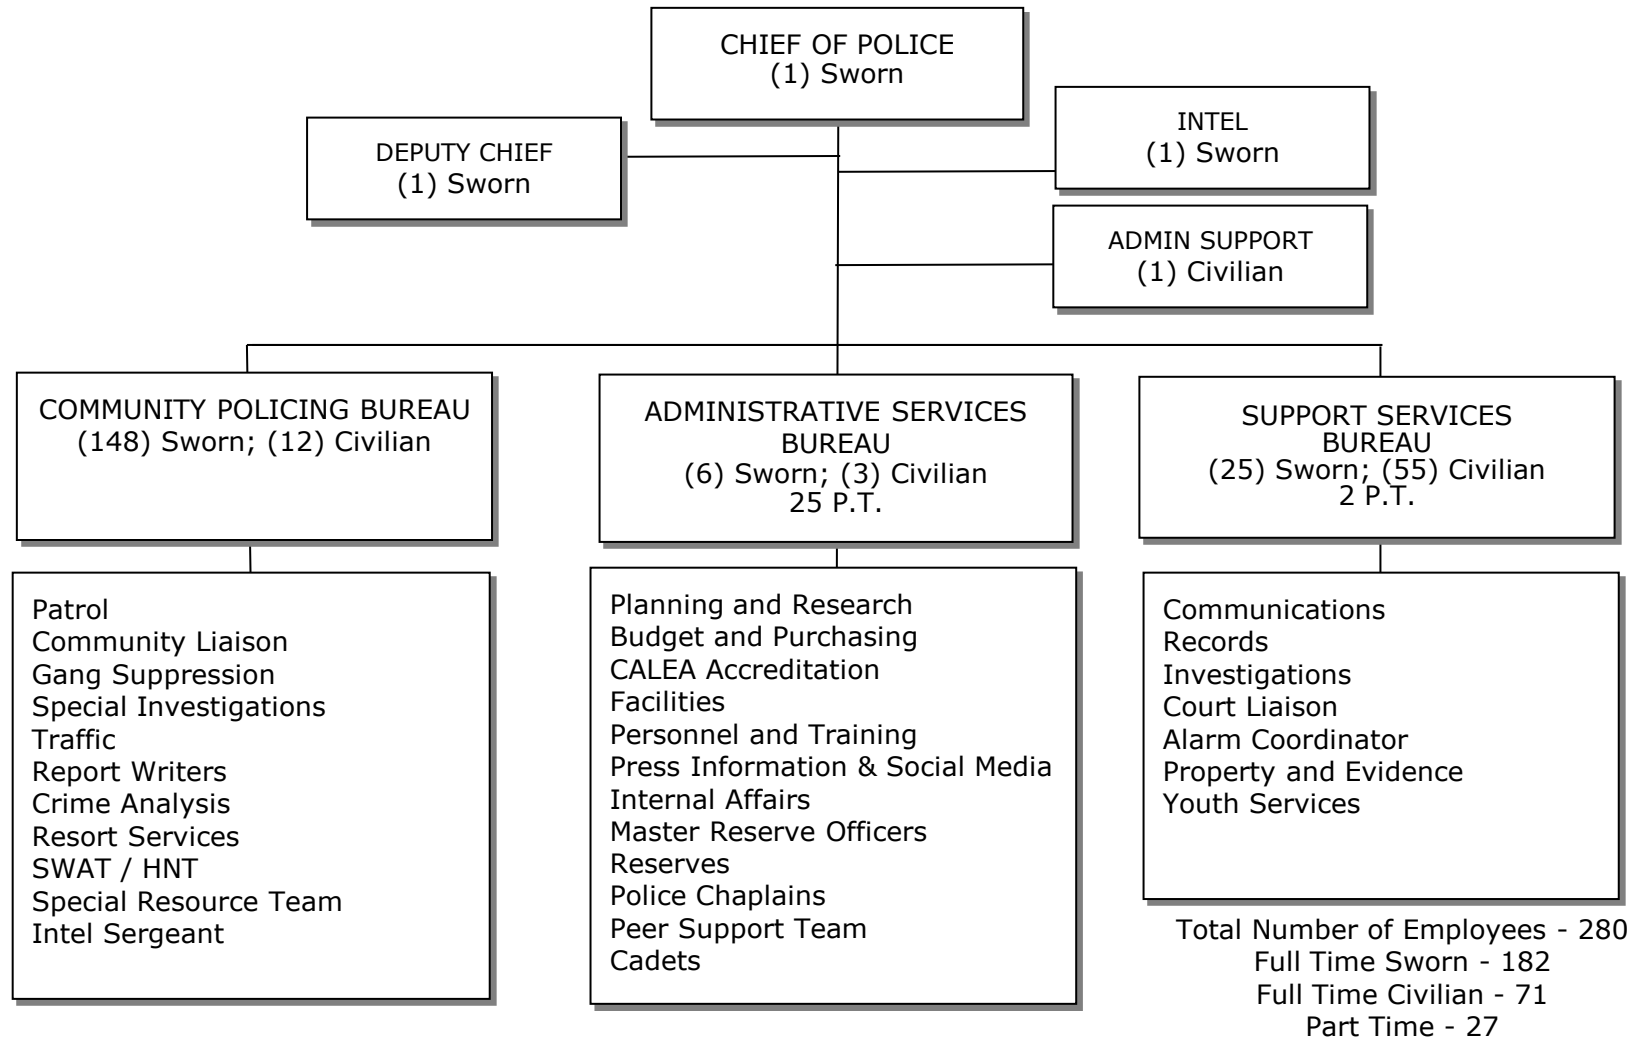 CHIEF OF POLICE
(1) Sworn
DEPUTY CHIEF
(1) Sworn
INTEL
(1) Sworn
ADMIN SUPPORT
(1) Civilian
COMMUNITY POLICING BUREAU
(148) Sworn; (12) Civilian
ADMINISTRATIVE SERVICES
BUREAU
(6) Sworn; (3) Civilian
25 P.T.
SUPPORT SERVICES
BUREAU
(25) Sworn; (55) Civilian
2 P.T.
Patrol
Community Liaison
Gang Suppression
Special Investigations
Traffic
Report Writers
Crime Analysis
Resort Services
SWAT / HNT
Special Resource Team
Intel Sergeant
Planning and Research
Budget and Purchasing
CALEA Accreditation
Facilities
Personnel and Training
Press Information & Social Media
Internal Affairs
Master Reserve Officers
Reserves
Police Chaplains
Peer Support Team
Cadets
Communications
Records
Investigations
Court Liaison
Alarm Coordinator
Property and Evidence
Youth Services
Total Number of Employees - 280
Full Time Sworn - 182
Full Time Civilian - 71
Part Time - 27